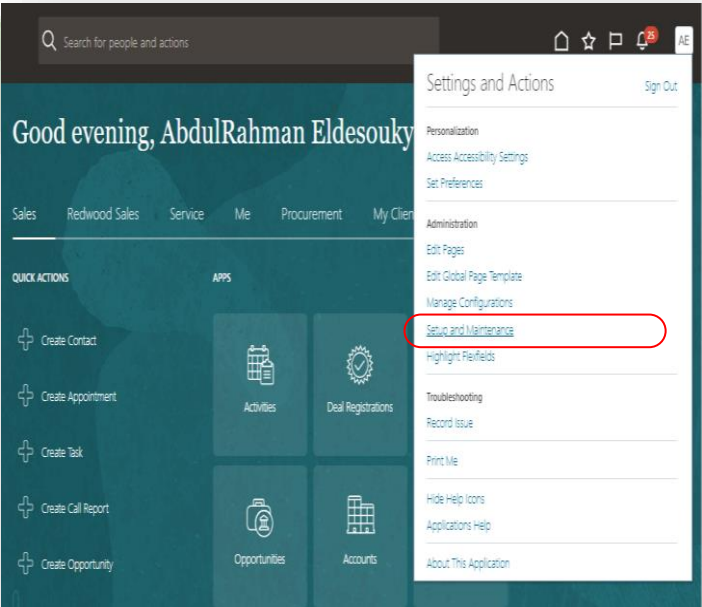 Search for people and actions
25
AE
Settings and Actions
Sign Out
Personalization
Access Accessibility Settings
Set Preferences
Administration
Edit Pages
Edit Global Page Template
Manage Configurations
Setup and Maintenance
Highlight Flexfields
Troubleshooting
Record Issue
Print Me
Hide Help Icons
Applications Help
About This Application
Good evening, AbdulRahman Eldesouky
Sales Redwood Sales Service Me Procurement My Clien
QUICK ACTIONS
Create Contact
Create Appointment
Create Task
Create Call Report
Create Opportunity
APPS
Activities
Deal Registrations
Opportunities
Accounts